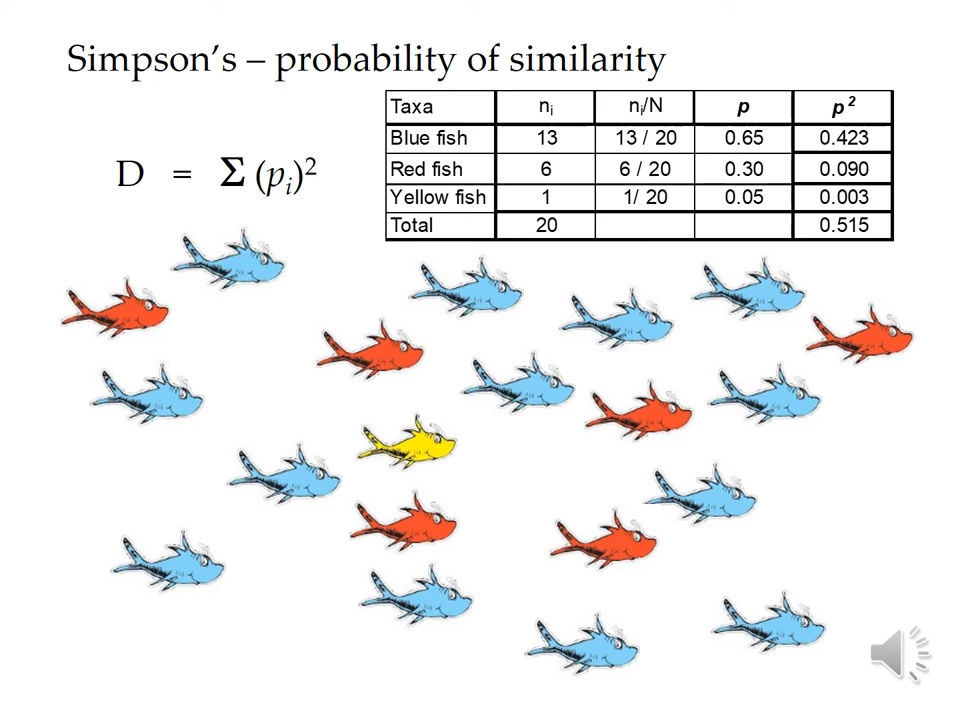 Simpson's – probability of similarity
D = Σ (pi)2
Taxa ni ni/N p p2
Blue fish 13 13 / 20 0.65 0.423
Red fish 6 6 / 20 0.30 0.090
Yellow fish 1 1/ 20 0.05 0.003
Total 20 0.515